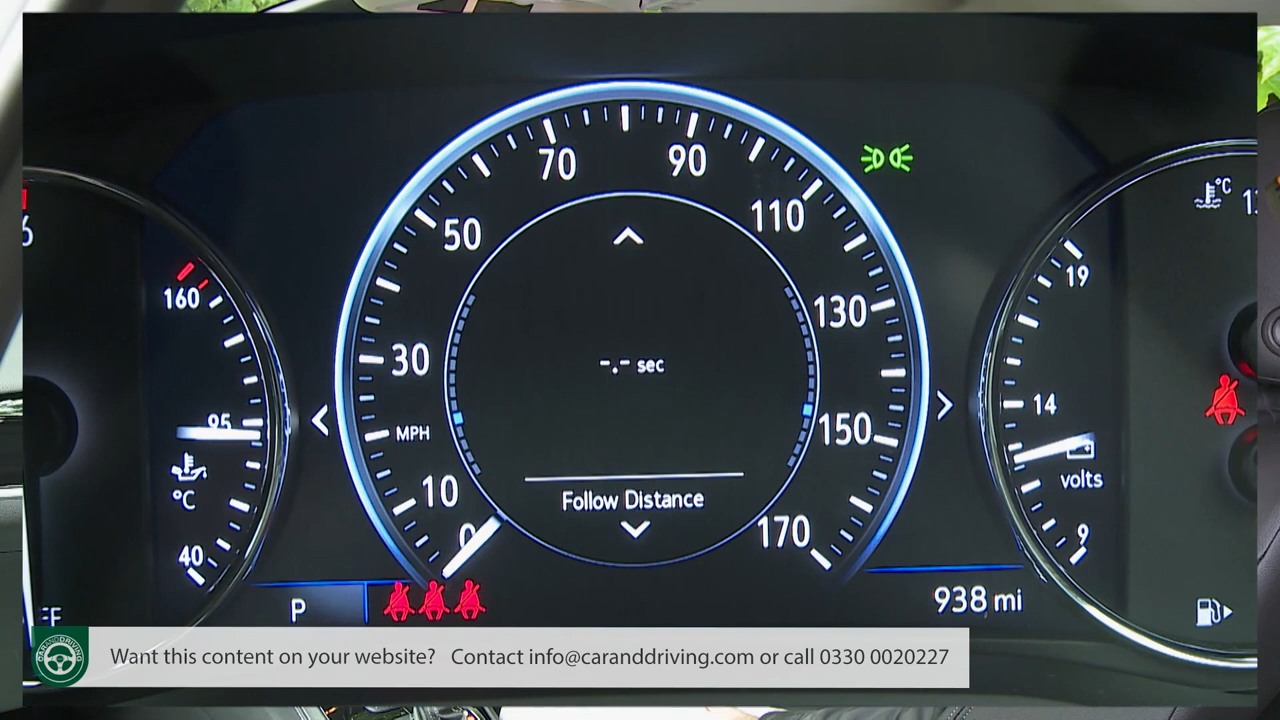 70
90
50
110
160
19
130
30
-.- sec
95
14
MPH
150
volts
°C
10
Follow Distance
0
170
9
40
P
938 mi
°C
CARANDDRIVING
Want this content on your website? Contact info@caranddriving.com or call 0330 0020227